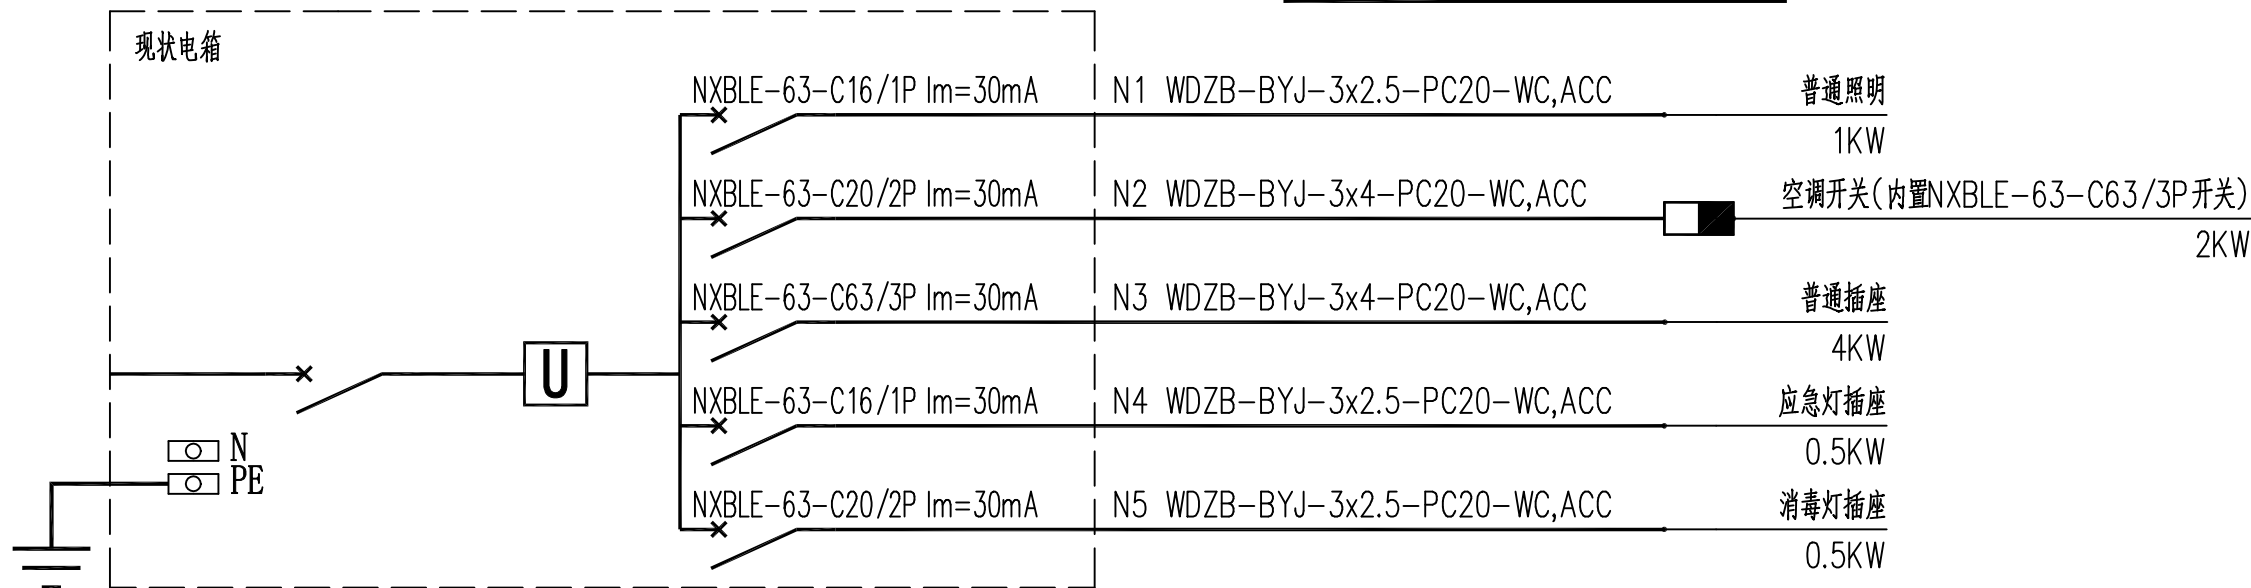 现状电箱
NXBLE-63-C16/1P Im=30mA N1 WDZB-BYJ-3x2.5-PC20-WC,ACC 普通照明
1KW
NXBLE-63-C20/2P Im=30mA N2 WDZB-BYJ-3x4-PC20-WC,ACC 空调开关(内置NXBLE-63-C63/3P开关)
2KW
NXBLE-63-C63/3P Im=30mA N3 WDZB-BYJ-3x4-PC20-WC,ACC 普通插座
4KW
U
NXBLE-63-C16/1P Im=30mA N4 WDZB-BYJ-3x2.5-PC20-WC,ACC 应急灯插座
0.5KW
N
PE
NXBLE-63-C20/2P Im=30mA N5 WDZB-BYJ-3x2.5-PC20-WC,ACC 消毒灯插座
0.5KW